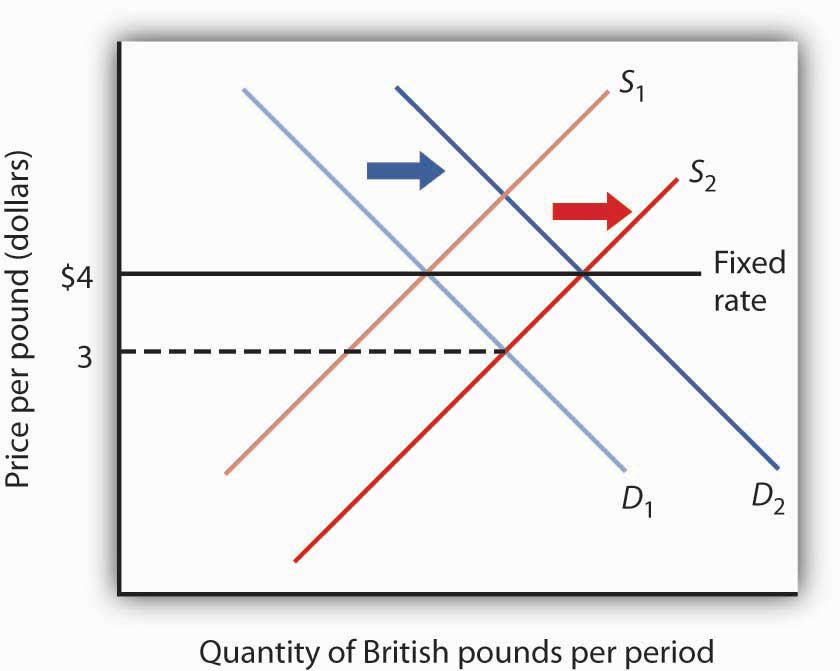 S1
S2
Fixed
rate
$4
3
D1
D2
Price per pound (dollars)
Quantity of British pounds per period